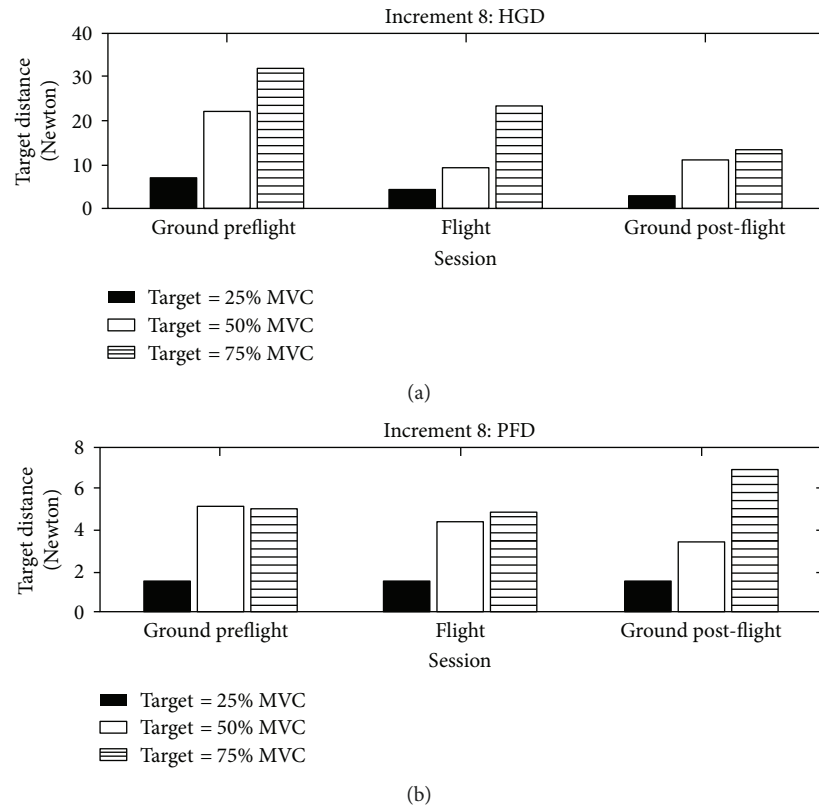 Increment 8: HGD
Target distance
(Newton)
40
30
20
10
0
Ground preflight Flight Ground post-flight
Session
Target = 25% MVC
Target = 50% MVC
Target = 75% MVC
(a)
Increment 8: PFD
Target distance
(Newton)
8
6
4
2
0
Ground preflight Flight Ground post-flight
Session
Target = 25% MVC
Target = 50% MVC
Target = 75% MVC
(b)